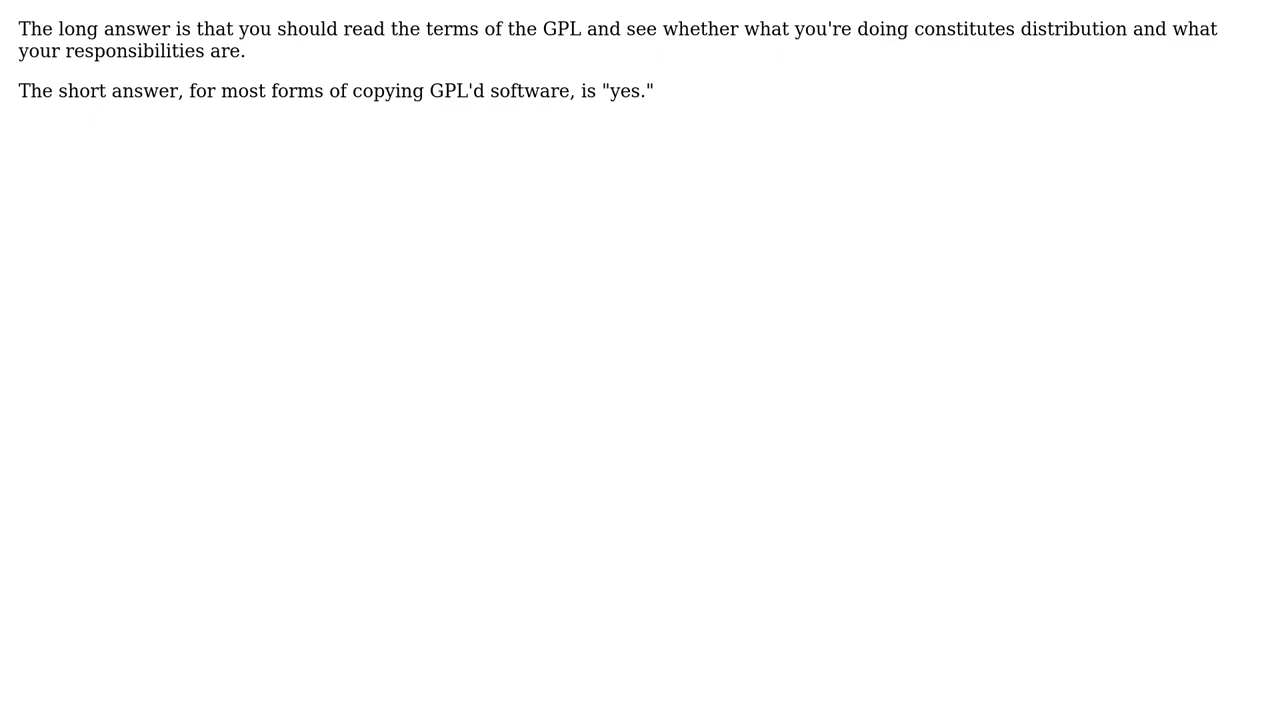 The long answer is that you should read the terms of the GPL and see whether what you're doing constitutes distribution and what
your responsibilities are.
The short answer, for most forms of copying GPL'd software, is "yes."